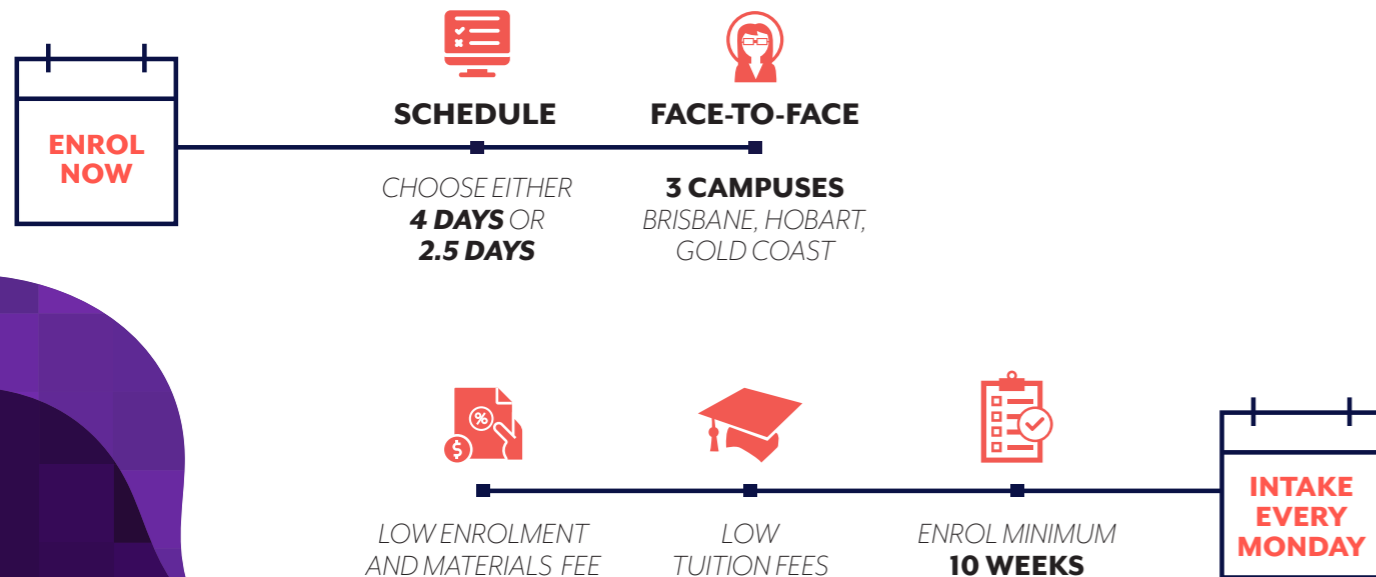 ENROL
NOW
SCHEDULE
CHOOSE EITHER
4 DAYS OR
2.5 DAYS
FACE-TO-FACE
3 CAMPUSES
BRISBANE, HOBART,
GOLD COAST
%
$
LOW ENROLMENT
AND MATERIALS FEE
LOW
TUITION FEES
ENROL MINIMUM
10 WEEKS
INTAKE
EVERY
MONDAY